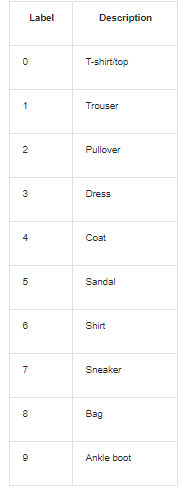 Label Description
0 T-shirt/top
1 Trouser
2 Pullover
3 Dress
4 Coat
5 Sandal
6 Shirt
7 Sneaker
8 Bag
9 Ankle boot